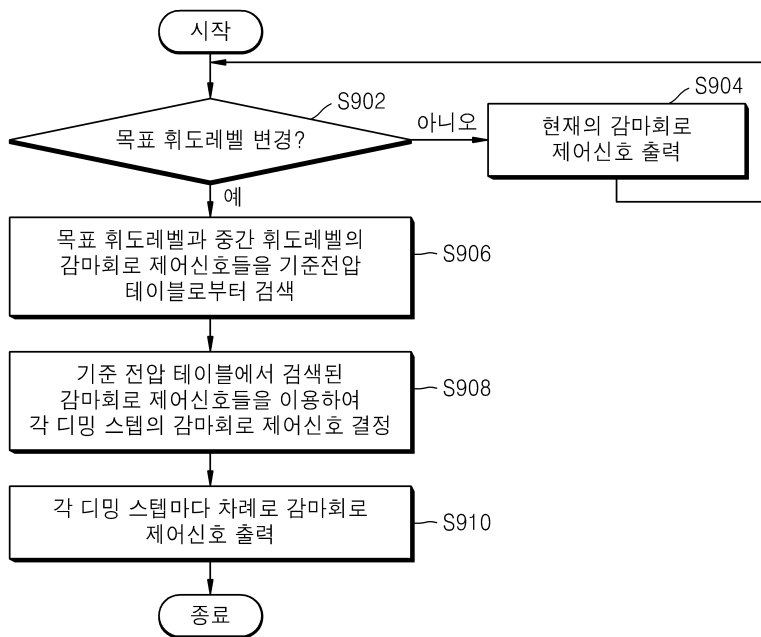 시작
S902
목표 휘도레벨 변경?
아니오
S904
현재의 감마회로
제어신호 출력
예
목표 휘도레벨과 중간 휘도레벨의
감마회로 제어신호들을 기준전압
테이블로부터 검색
S906
기준 전압 테이블에서 검색된
감마회로 제어신호들을 이용하여
각 디밍 스텝의 감마회로 제어신호 결정
S908
각 디밍 스텝마다 차례로 감마회로
제어신호 출력
S910
종료